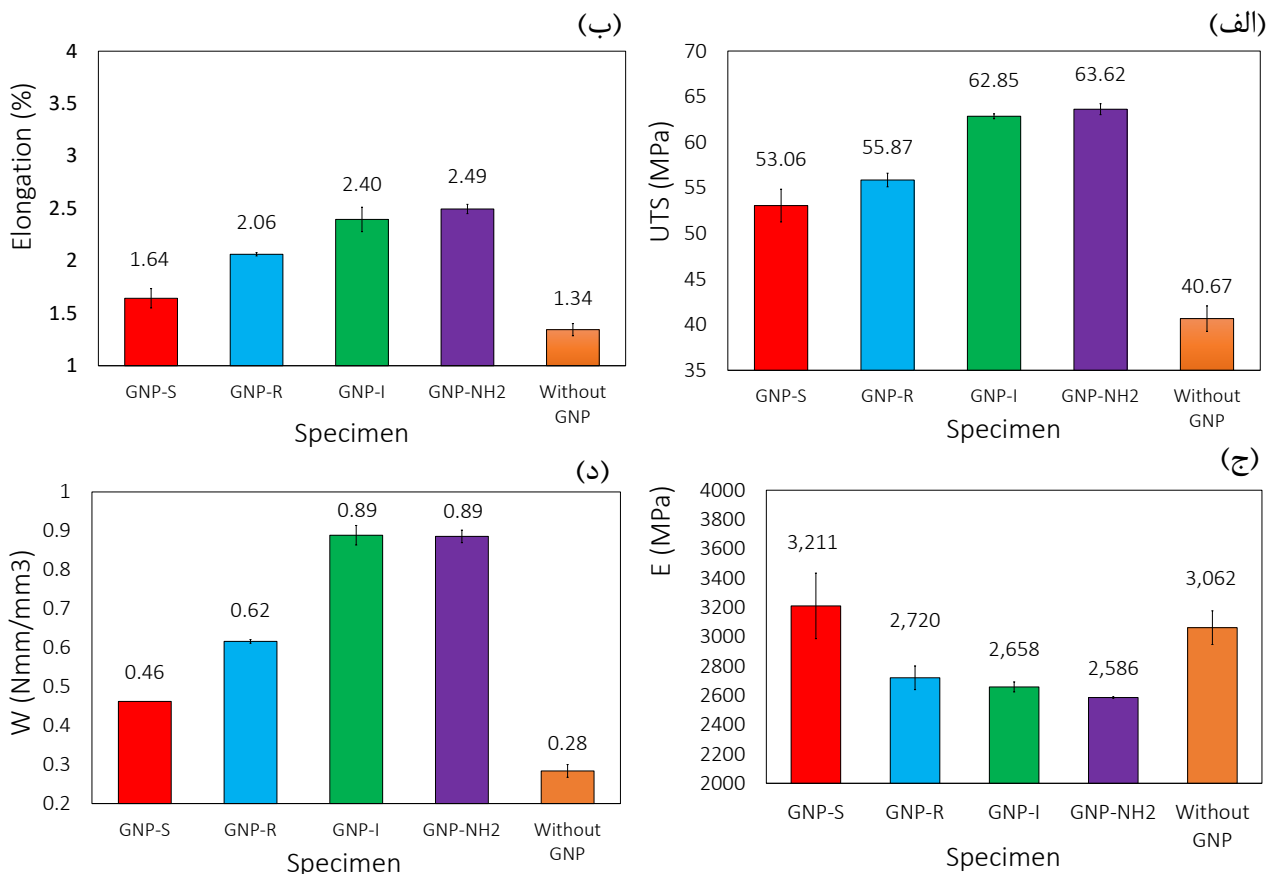 (الف)
UTS (MPa)
70
65
60
55
50
45
40
35
53.06
55.87
62.85
63.62
40.67
GNP-S
GNP-R
GNP-I
GNP-NH2
Without
GNP
Specimen
(ب)
Elongation (%)
4
3.5
3
2.5
2
1.5
1
1.64
2.06
2.40
2.49
1.34
GNP-S
GNP-R
GNP-I
GNP-NH2
Without
GNP
Specimen
(ج)
E (MPa)
4000
3800
3600
3400
3200
3000
2800
2600
2400
2200
2000
3,211
2,720
2,658
2,586
3,062
GNP-S
GNP-R
GNP-I
GNP-NH2
Without
GNP
Specimen
(د)
W (Nmm/mm3)
1
0.9
0.8
0.7
0.6
0.5
0.4
0.3
0.2
0.46
0.62
0.89
0.89
0.28
GNP-S
GNP-R
GNP-I
GNP-NH2
Without
GNP
Specimen